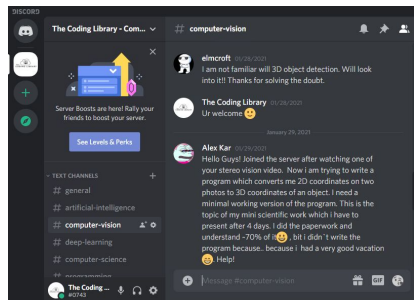 DISCORD
The Coding Library - Com...
Server Boosts are here! Rally your
friends to boost your server.
See Levels & Perks
TEXT CHANNELS
# general
# artificial-intelligence
# computer-vision
# deep-learning
# computer-science
# programming
The Coding ...
#0743
# computer-vision
elmcroft 01/28/2021
I am not familiar will 3D object detection. Will look
into it!! Thanks for solving the doubt.
The Coding Library 01/28/2021
Ur welcome 🙂
January 29, 2021
Alex Kar 01/29/2021
Hello Guys! Joined the server after watching one of
your stereo vision video. Now i am trying to write a
program which converts me 2D coordinates on two
photos to 3D coordinates of an object. I need a
minimal working version of the program. This is the
topic of my mini scientific work which i have to
present after 4 days. I did the paperwork and
understand ~70% of it, bit i didn`t write the
program because.. because i had a very good vacation
. Help!
Message #computer-vision
GIF